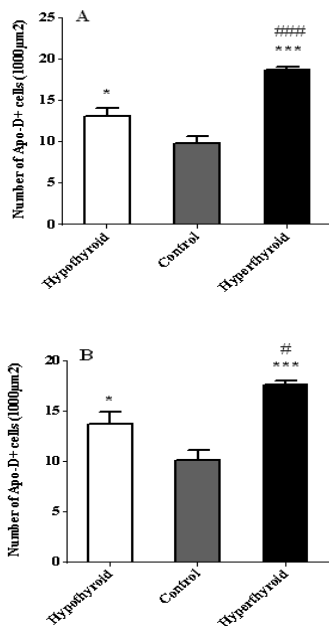 A
####
***
*
Number of Apo-D+ cells (1000µm2)
25
20
15
10
5
0
Hypothyroid
Control
Hyperthyroid
B
#
***
*
Number of Apo-D+ cells (1000µm2)
20
15
10
5
0
Hypothyroid
Control
Hyperthyroid